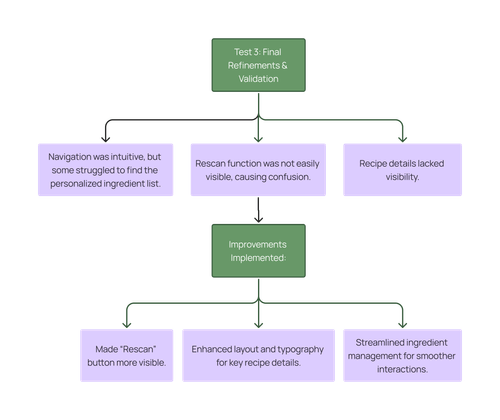 Test 3: Final
Refinements &
Validation
Navigation was intuitive, but
some struggled to find the
personalized ingredient list.
Rescan function was not easily
visible, causing confusion.
Recipe details lacked
visibility.
Improvements
Implemented:
Made “Rescan”
button more visible.
Enhanced layout and typography
for key recipe details.
Streamlined ingredient
management for smoother
interactions.